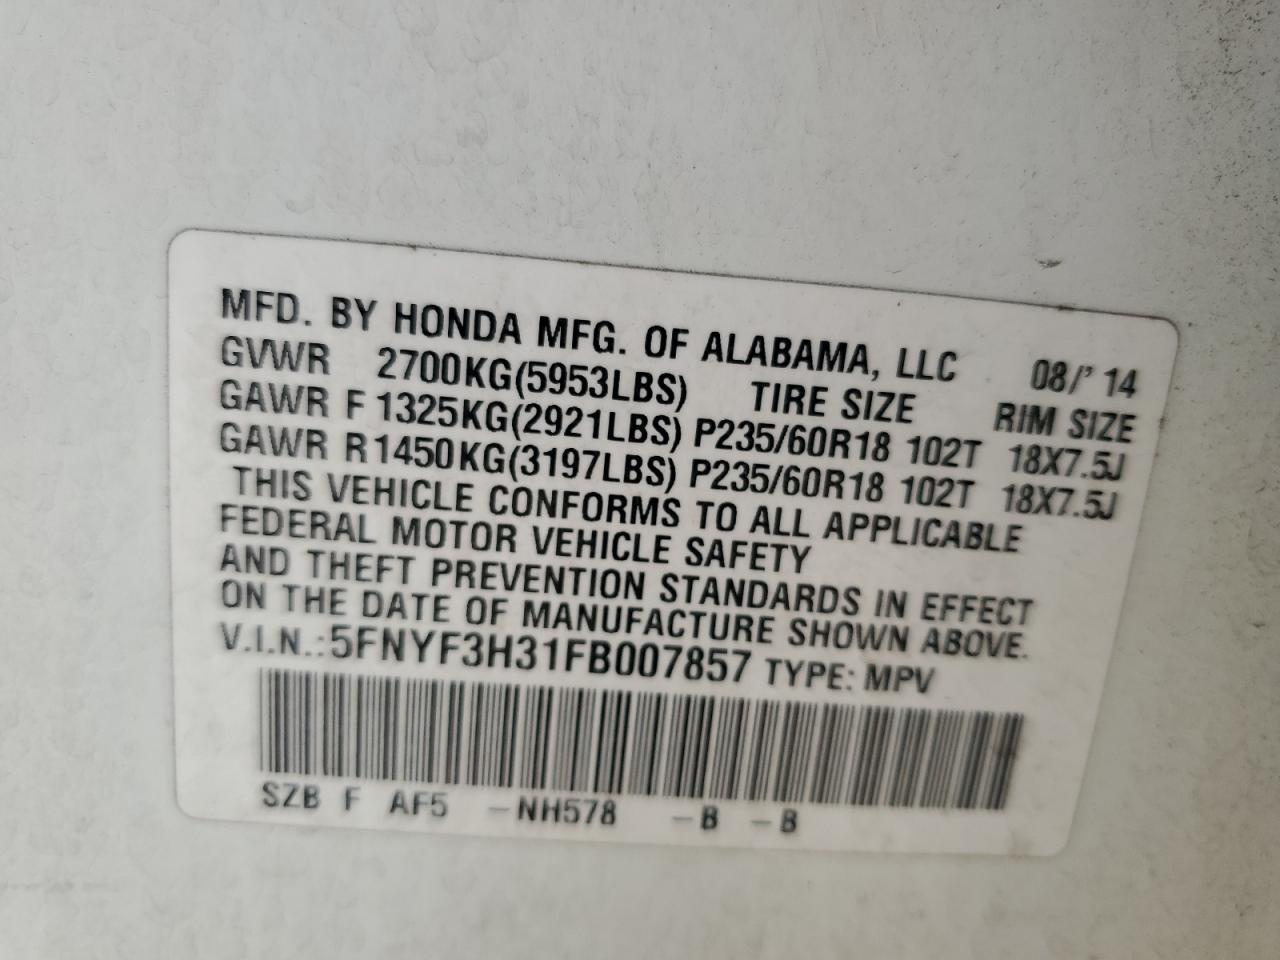 MFD. BY HONDA MFG. OF ALABAMA, LLC 08/' 14
GVWR 2700KG(5953LBS) TIRE SIZE RIM SIZE
GAWR F 1325KG(2921LBS) P235/60R18 102T 18X7.5J
GAWR R 1450KG(3197LBS) P235/60R18 102T 18X7.5J
THIS VEHICLE CONFORMS TO ALL APPLICABLE
FEDERAL MOTOR VEHICLE SAFETY
AND THEFT PREVENTION STANDARDS IN EFFECT
ON THE DATE OF MANUFACTURE SHOWN ABOVE.
V.I.N.: 5FNYF3H31FB007857 TYPE: MPV
SZB F AF5 -NH578 -B -B